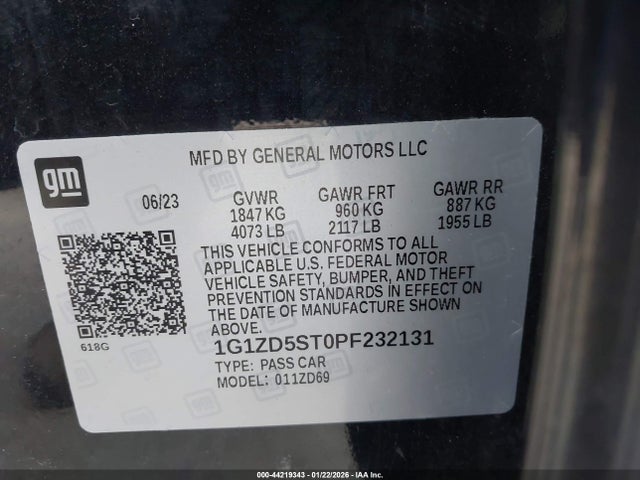 gm
MFD BY GENERAL MOTORS LLC
06/23
GVWR
1847 KG
4073 LB
GAWR FRT
960 KG
2117 LB
GAWR RR
887 KG
1955 LB
THIS VEHICLE CONFORMS TO ALL
APPLICABLE U.S. FEDERAL MOTOR
VEHICLE SAFETY, BUMPER, AND THEFT
PREVENTION STANDARDS IN EFFECT ON
THE DATE OF MANUFACTURE SHOWN
ABOVE.
618G
1G1ZD5ST0PF232131
TYPE: PASS CAR
MODEL: 011ZD69
000-44219343 - 01/22/2026 - IAA Inc.